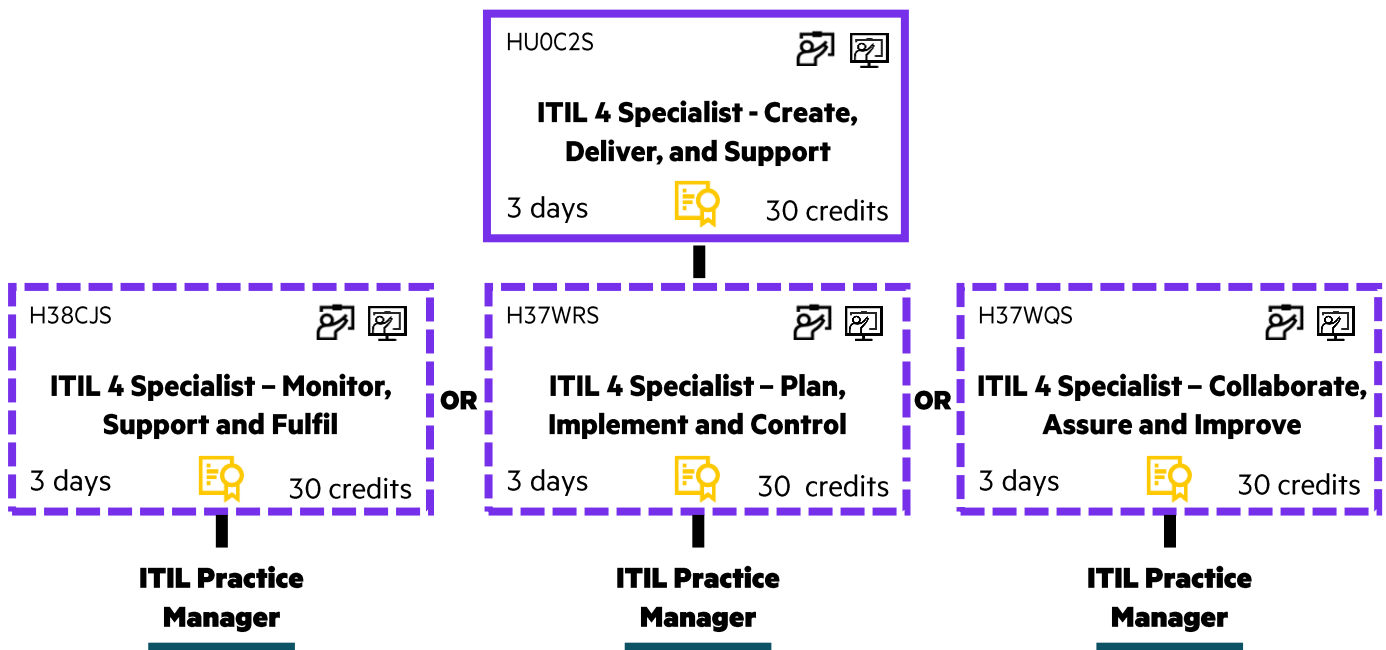 HU0C2S
ITIL 4 Specialist - Create,
Deliver, and Support
3 days 30 credits
H38CJS
ITIL 4 Specialist – Monitor,
Support and Fulfil
3 days 30 credits
OR
H37WRS
ITIL 4 Specialist – Plan,
Implement and Control
3 days 30  credits
OR
H37WQS
ITIL 4 Specialist – Collaborate,
Assure and Improve
3 days 30 credits
ITIL Practice
Manager
ITIL Practice
Manager
ITIL Practice
Manager